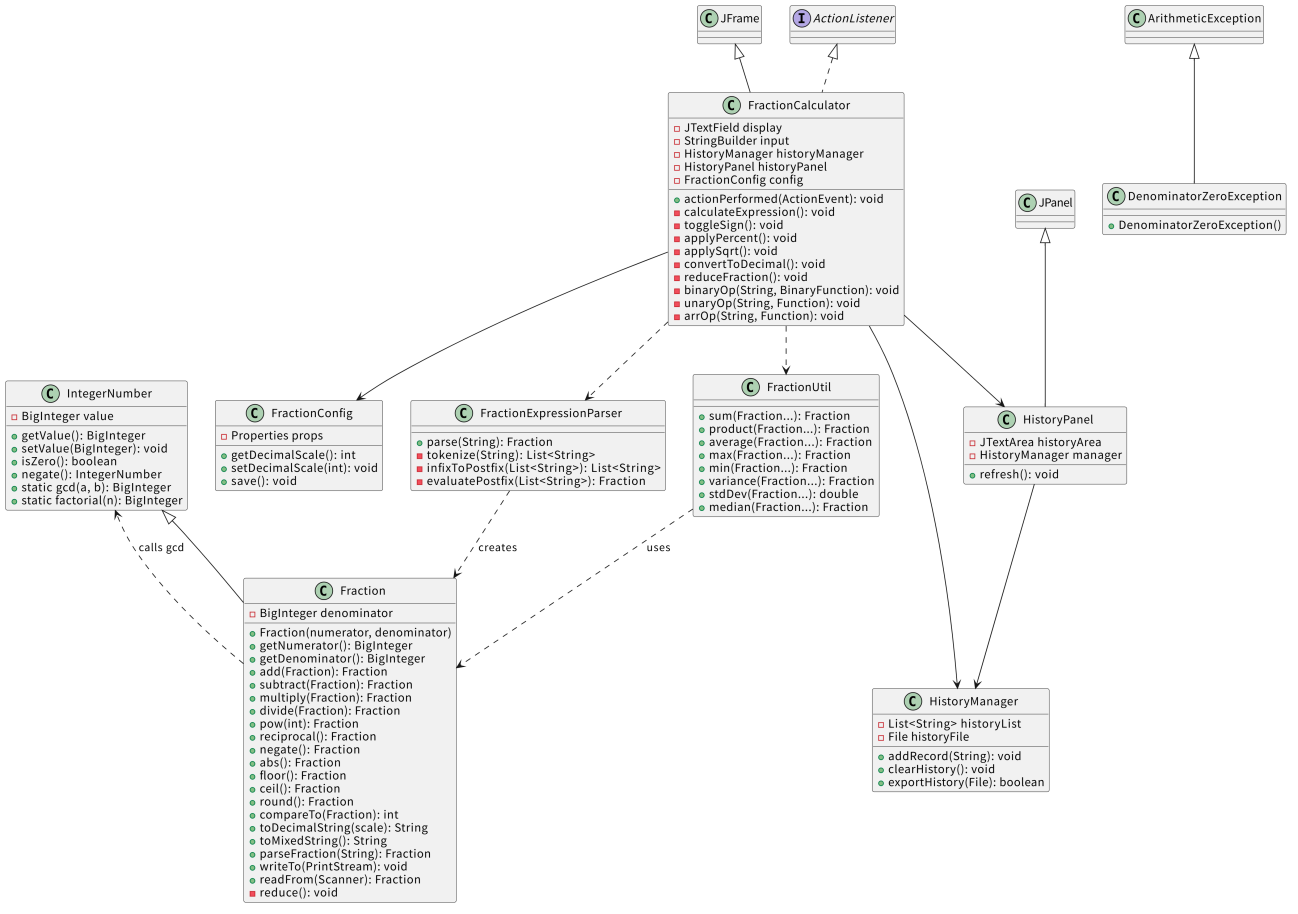 C JFrame
I ActionListener
C ArithmeticException
C FractionCalculator
JTextField display
StringBuilder input
HistoryManager historyManager
HistoryPanel historyPanel
FractionConfig config
actionPerformed(ActionEvent): void
calculateExpression(): void
toggleSign(): void
applyPercent(): void
applySqrt(): void
convertToDecimal(): void
reduceFraction(): void
binaryOp(String, BinaryFunction): void
unaryOp(String, Function): void
arrOp(String, Function): void
C JPanel
C DenominatorZeroException
DenominatorZeroException()
C IntegerNumber
BigInteger value
getValue(): BigInteger
setValue(BigInteger): void
isZero(): boolean
negate(): IntegerNumber
static gcd(a, b): BigInteger
static factorial(n): BigInteger
C FractionConfig
Properties props
getDecimalScale(): int
setDecimalScale(int): void
save(): void
C FractionExpressionParser
parse(String): Fraction
tokenize(String): List<String>
infixToPostfix(List<String>): List<String>
evaluatePostfix(List<String>): Fraction
C FractionUtil
sum(Fraction...): Fraction
product(Fraction...): Fraction
average(Fraction...): Fraction
max(Fraction...): Fraction
min(Fraction...): Fraction
variance(Fraction...): Fraction
stdDev(Fraction...): double
median(Fraction...): Fraction
C HistoryPanel
JTextArea historyArea
HistoryManager manager
refresh(): void
calls gcd
creates
uses
C Fraction
BigInteger denominator
Fraction(numerator, denominator)
getNumerator(): BigInteger
getDenominator(): BigInteger
add(Fraction): Fraction
subtract(Fraction): Fraction
multiply(Fraction): Fraction
divide(Fraction): Fraction
pow(int): Fraction
reciprocal(): Fraction
negate(): Fraction
abs(): Fraction
floor(): Fraction
ceil(): Fraction
round(): Fraction
compareTo(Fraction): int
toDecimalString(scale): String
toMixedString(): String
parseFraction(String): Fraction
writeTo(PrintStream): void
readFrom(Scanner): Fraction
reduce(): void
C HistoryManager
List<String> historyList
File historyFile
addRecord(String): void
clearHistory(): void
exportHistory(File): boolean